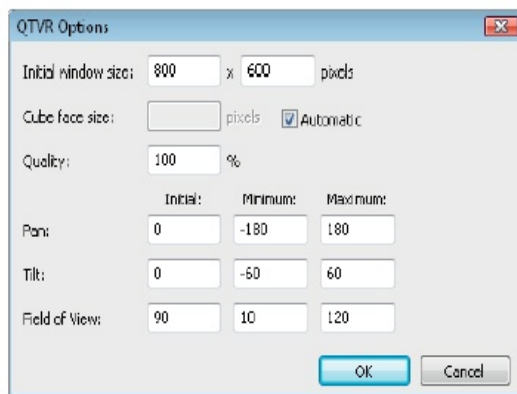 QTVR Options
Initial window size: 800 x 600 pixels
Cube face size: pixels Automatic
Quality: 100 %
Initial: Minimum: Maximum:
Pan: 0 -180 180
Tilt: 0 -60 60
Field of View: 90 10 120
OK Cancel